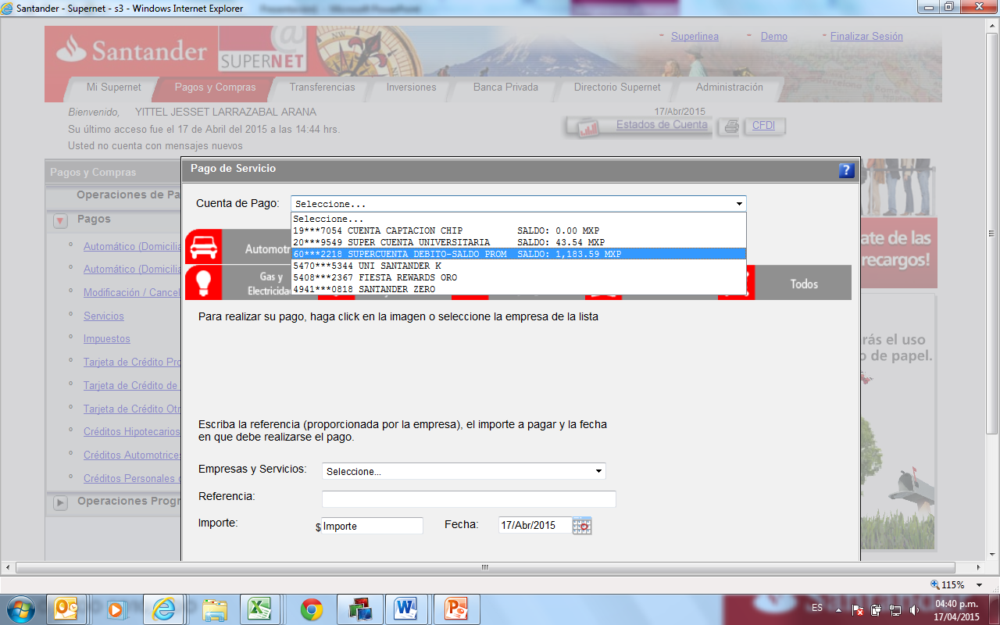 Santander - Supernet - s3 - Windows Internet Explorer
Santander
@
SUPERNET
Superlinea
Demo
Finalizar Sesión
Mi Supernet
Pagos y Compras
Transferencias
Inversiones
Banca Privada
Directorio Supernet
Administración
Bienvenido, YITTEL JESSET LARRAZABAL ARANA
17/Abr/2015
Su último acceso fue el 17 de Abril del 2015 a las 14:44 hrs.
Estados de Cuenta
CFDI
Usted no cuenta con mensajes nuevos
Pagos y Compras
Operaciones de Pa
Pagos
Automático (Domicilia
Automático (Domicilia
Modificación / Cancel
Servicios
Impuestos
Tarjeta de Crédito Pro
Tarjeta de Crédito de
Tarjeta de Crédito Otr
Créditos Hipotecarios
Créditos Automotrices
Créditos Personales
Operaciones Progr
Pago de Servicio
?
Cuenta de Pago:
Seleccione...
Seleccione...
19***7054 CUENTA CAPTACION CHIP SALDO: 0.00 MXP
20***9549 SUPER CUENTA UNIVERSITARIA SALDO: 43.54 MXP
60***2218 SUPERCUENTA DEBITO-SALDO PROM SALDO: 1,183.59 MXP
5470***5344 UNI SANTANDER K
5408***2367 FIESTA REWARDS ORO
4941***0818 SANTANDER ZERO
Automotr
Gas y
Electricidad
Todos
Para realizar su pago, haga click en la imagen o seleccione la empresa de la lista
Escriba la referencia (proporcionada por la empresa), el importe a pagar y la fecha
en que debe realizarse el pago.
Empresas y Servicios:
Seleccione...
Referencia:
Importe:
$
Importe
Fecha:
17/Abr/2015
ate de las
recargos!
rás el uso
o de papel.
115%
ES
04:40 p.m.
17/04/2015